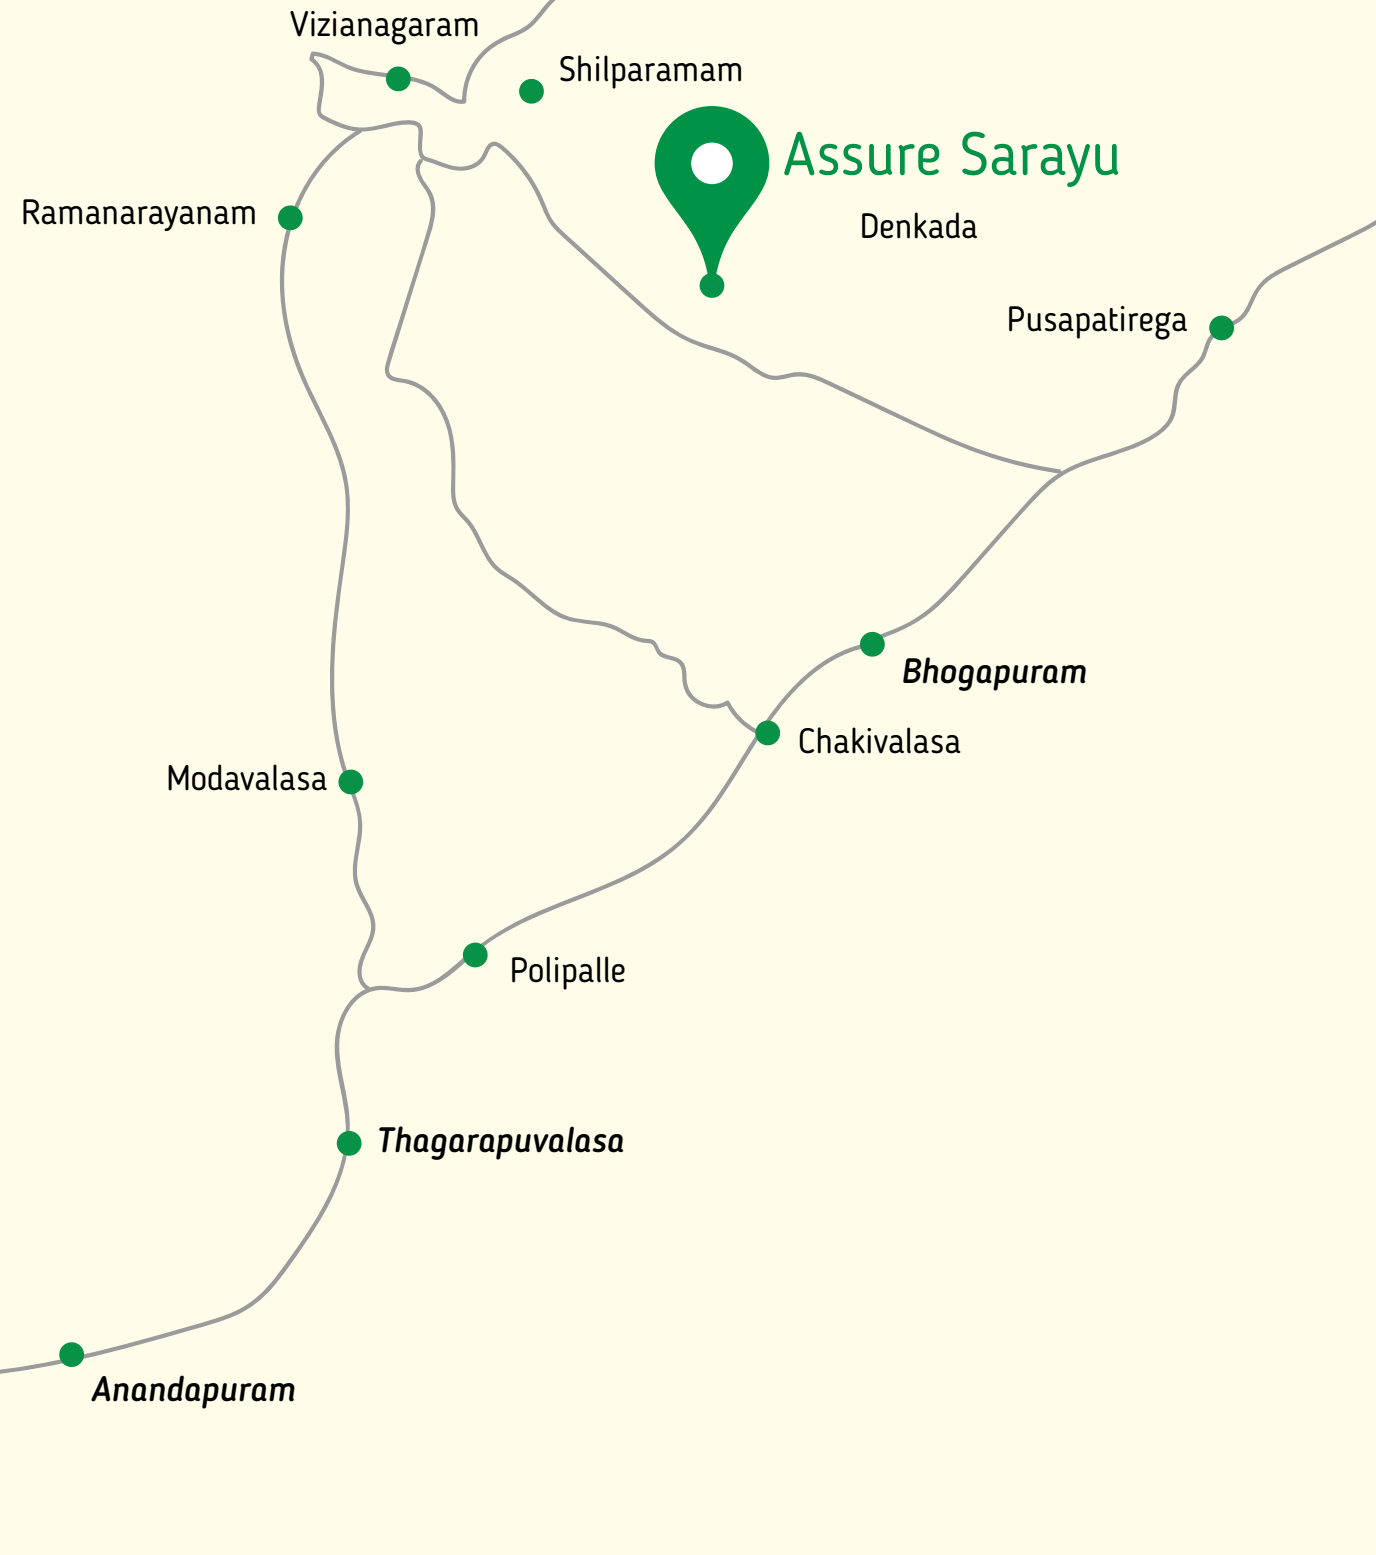 Vizianagaram
Shilparamam
Assure Sarayu
Ramanarayanam
Denkada
Pusapatirega
Bhogapuram
Chakivalasa
Modavalasa
Polipalle
Thagarapuvalasa
Anandapuram